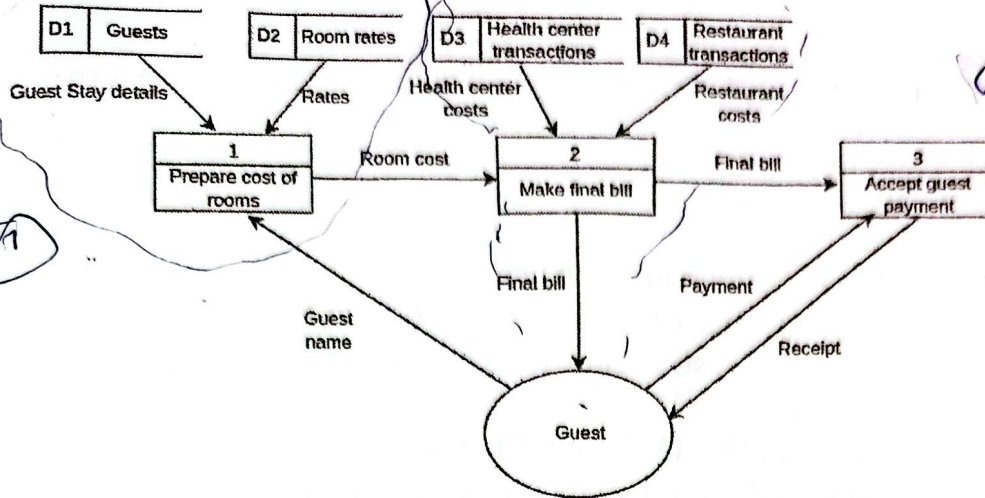 D1 Guests
D2 Room rates
D3 Health center
transactions
D4 Restaurant
transactions
Guest Stay details
Rates
Health center
costs
Restaurant
costs
1
Prepare cost of
rooms
Room cost
2
Make final bill
Final bill
3
Accept guest
payment
Final bill
Payment
Guest
name
Receipt
Guest